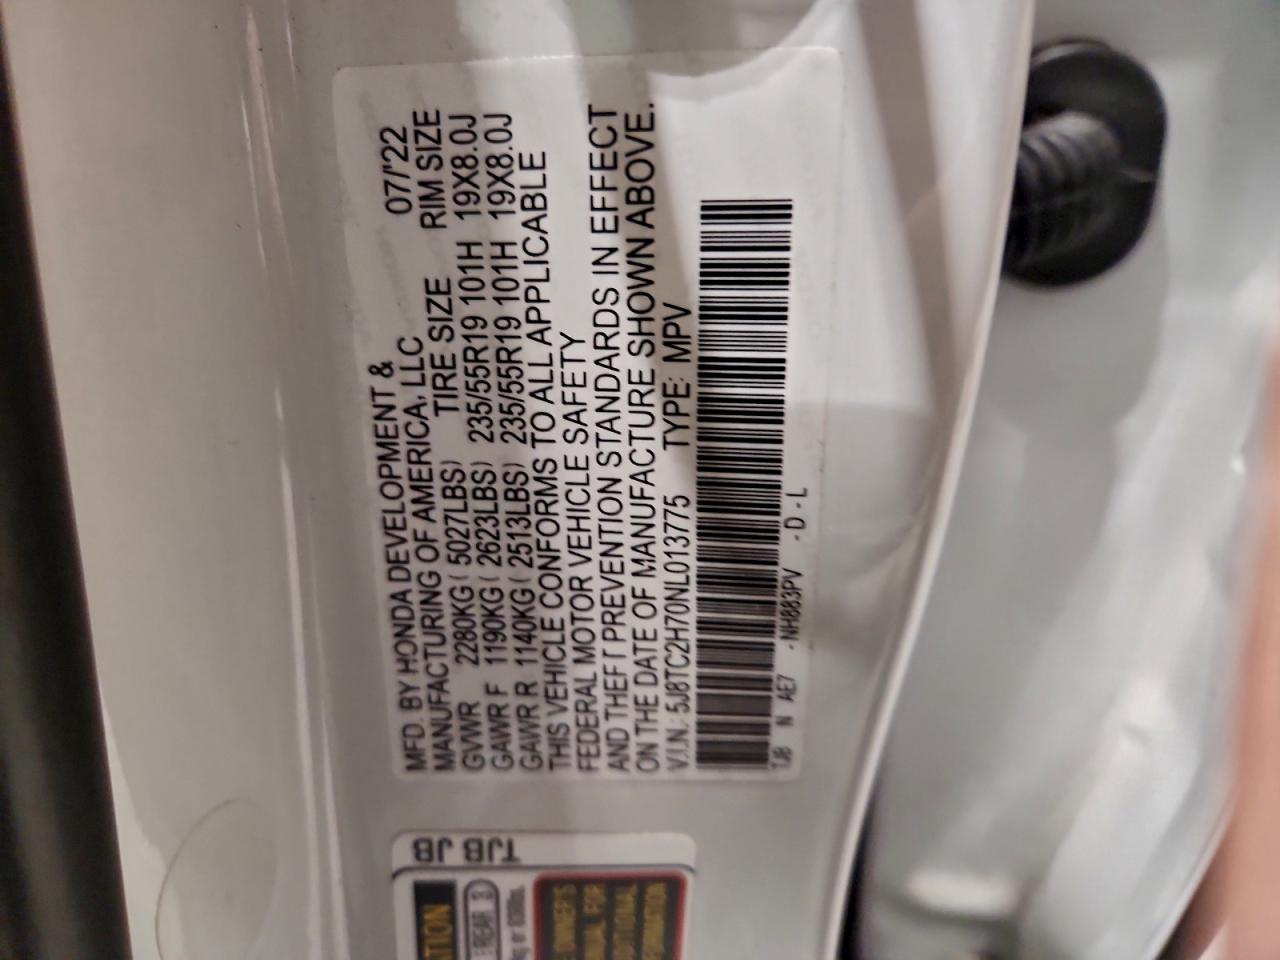 MFD. BY HONDA DEVELOPMENT & 07/'22
MANUFACTURING OF AMERICA, LLC
TIRE SIZE RIM SIZE
GVWR 2280KG ( 5027LBS)
GAWR F 1190KG ( 2623LBS) 235/55R19 101H 19X8.0J
GAWR R 1140KG ( 2513LBS) 235/55R19 101H 19X8.0J
THIS VEHICLE CONFORMS TO ALL APPLICABLE
FEDERAL MOTOR VEHICLE SAFETY
AND THEFT PREVENTION STANDARDS IN EFFECT
ON THE DATE OF MANUFACTURE SHOWN ABOVE.
V.I.N.: 5J8TC2H70NL013775 TYPE: MPV
TJB N AE7 -NH883PV -D-L
TJB
JB
REAR